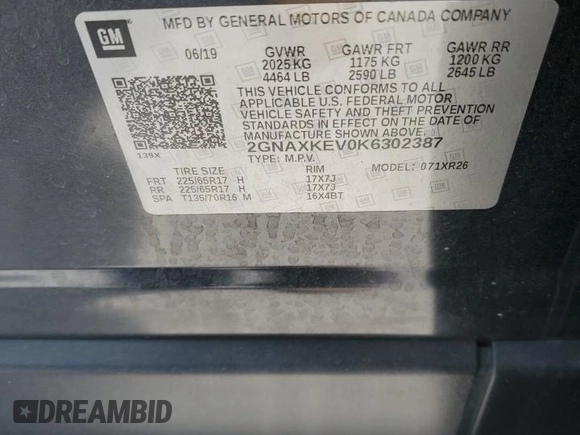 MFD BY GENERAL MOTORS OF CANADA COMPANY
GM
06/19 GVWR GAWR FRT GAWR RR
2025 KG 1175 KG 1200 KG
4464 LB 2590 LB 2645 LB
THIS VEHICLE CONFORMS TO ALL
APPLICABLE U.S. FEDERAL MOTOR
VEHICLE SAFETY AND THEFT PREVENTION
STANDARDS IN EFFECT ON THE DATE OF
MANUFACTURE SHOWN ABOVE.
139X
2GNAXKEV0K6302387
TYPE: M.P.V. MODEL: 071XR26
TIRE SIZE RIM
FRT 225/65R17 H 17X7J
RR 225/65R17 H 17X7J
SPA T135/70R16 M 16X4BT
DREAMBID